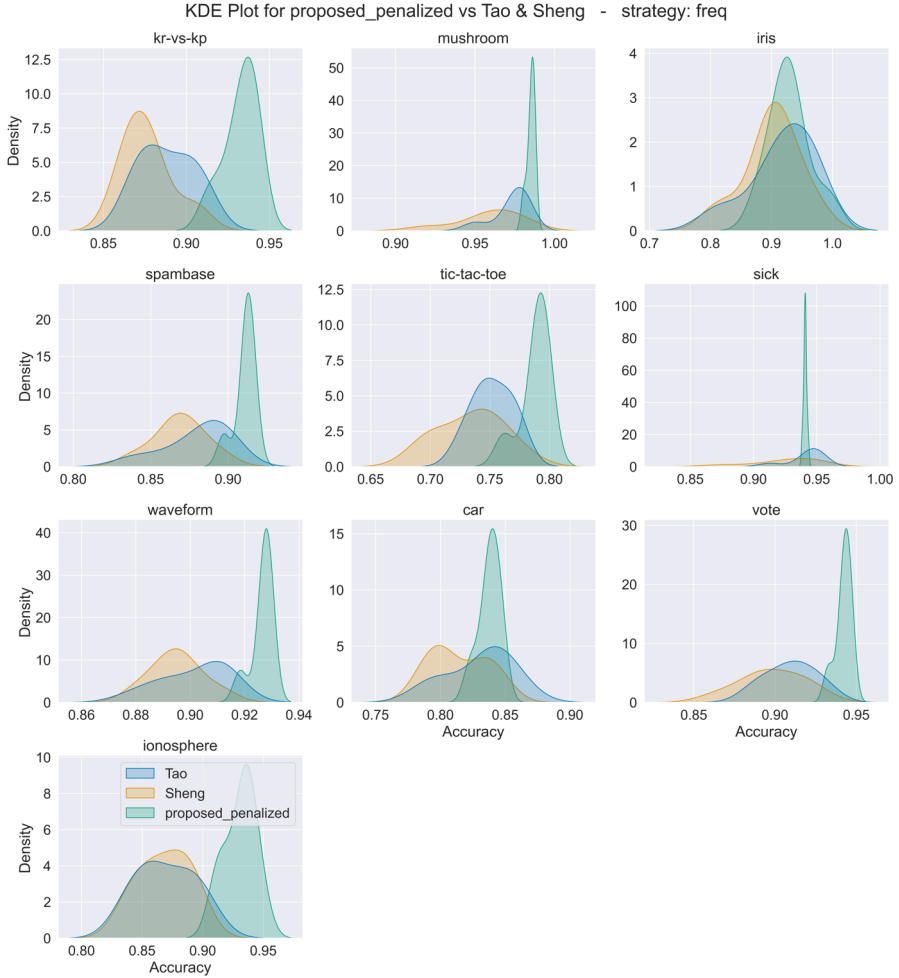 KDE Plot for proposed_penalized vs Tao & Sheng - strategy: freq
kr-vs-kp
mushroom
iris
12.5
10.0
7.5
5.0
2.5
0.0
Density
0.85 0.90 0.95
50
40
30
20
10
0
0.90 0.95 1.00
4
3
2
1
0
0.7 0.8 0.9 1.0
spambase
tic-tac-toe
sick
20
15
10
5
0
Density
0.80 0.85 0.90
12.5
10.0
7.5
5.0
2.5
0.0
0.65 0.70 0.75 0.80
100
80
60
40
20
0
0.85 0.90 0.95 1.00
waveform
car
vote
40
30
20
10
0
Density
0.86 0.88 0.90 0.92 0.94
15
10
5
0
0.75 0.80 0.85 0.90
Accuracy
30
20
10
0
0.85 0.90 0.95
Accuracy
ionosphere
10
8
6
4
2
0
Density
Tao
Sheng
proposed_penalized
0.80 0.85 0.90 0.95
Accuracy